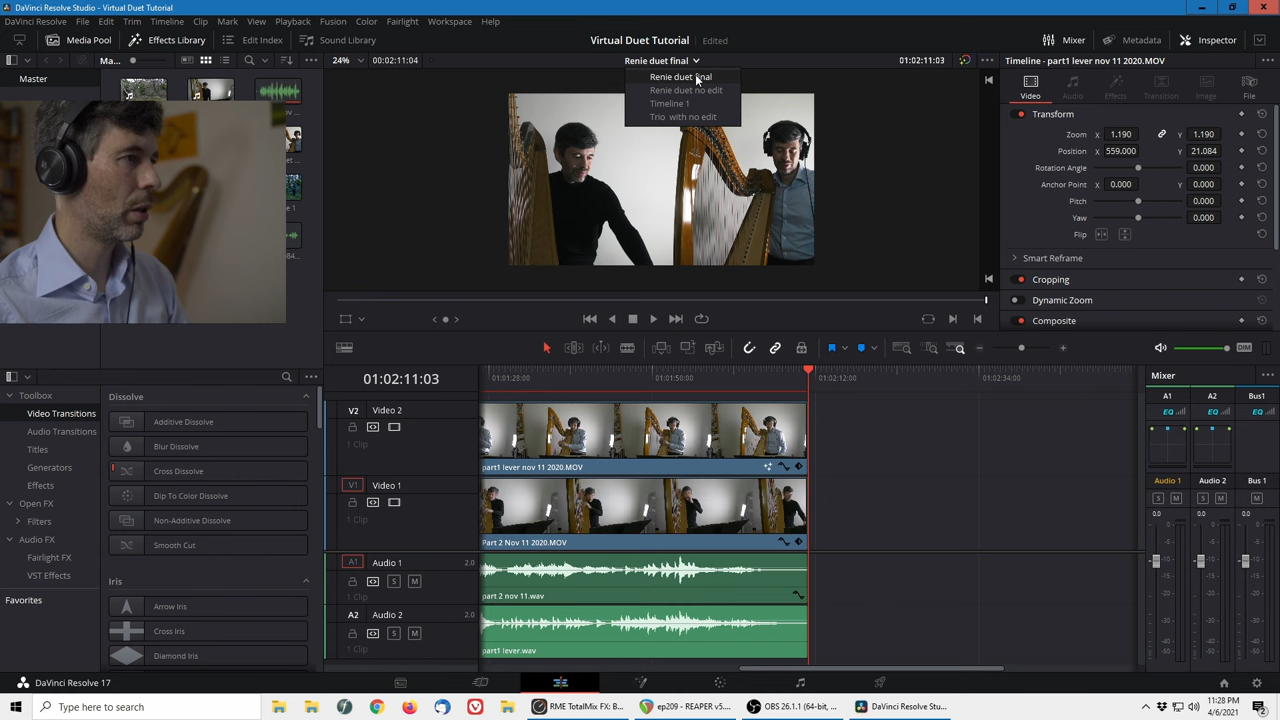 DaVinci Resolve Studio - Virtual Duet Tutorial
DaVinci Resolve File Edit Trim Timeline Clip Mark View Playback Fusion Color Fairlight Workspace Help
Media Pool Effects Library Edit Index Sound Library Virtual Duet Tutorial Edited Mixer Metadata Inspector
Ma... 24% 00:02:11:04 Renie duet final 01:02:11:03 Timeline - part1 lever nov 11 2020.MOV
Master
Renie duet final
Renie duet no edit
Timeline 1
Trio with no edit
Video Audio Effects Transition Image File
Transform
Zoom X 1.190 Y 1.190
Position X 559.000 Y 21.084
Rotation Angle 0.000
Anchor Point X 0.000 Y 0.000
Pitch 0.000
Yaw 0.000
Flip
Smart Reframe
Cropping
Dynamic Zoom
Composite
DIM
Toolbox
Video Transitions
Audio Transitions
Titles
Generators
Effects
Open FX
Filters
Audio FX
Fairlight FX
VST Effects
Favorites
Dissolve
Additive Dissolve
Blur Dissolve
Cross Dissolve
Dip To Color Dissolve
Non-Additive Dissolve
Smooth Cut
Iris
Arrow Iris
Cross Iris
Diamond Iris
01:02:11:03
01:01:28:00 01:01:50:00 01:02:12:00 01:02:34:00
V2 Video 2
1 Clip
part1 lever nov 11 2020.MOV
V1 Video 1
1 Clip
Part 2 Nov 11 2020.MOV
A1 Audio 1 2.0
S M
1 Clip
part 2 nov 11.wav
A2 Audio 2 2.0
S M
1 Clip
part1 lever.wav
Mixer
A1 A2 Bus1
EQ EQ EQ
Audio 1 Audio 2 Bus 1
S M S M M
0.0 0.0 0.0
DaVinci Resolve 17
Type here to search
RME TotalMix FX: B... ep209 - REAPER v5.... OBS 26.1.1 (64-bit, ... DaVinci Resolve Stu...
11:28 PM
4/6/2021